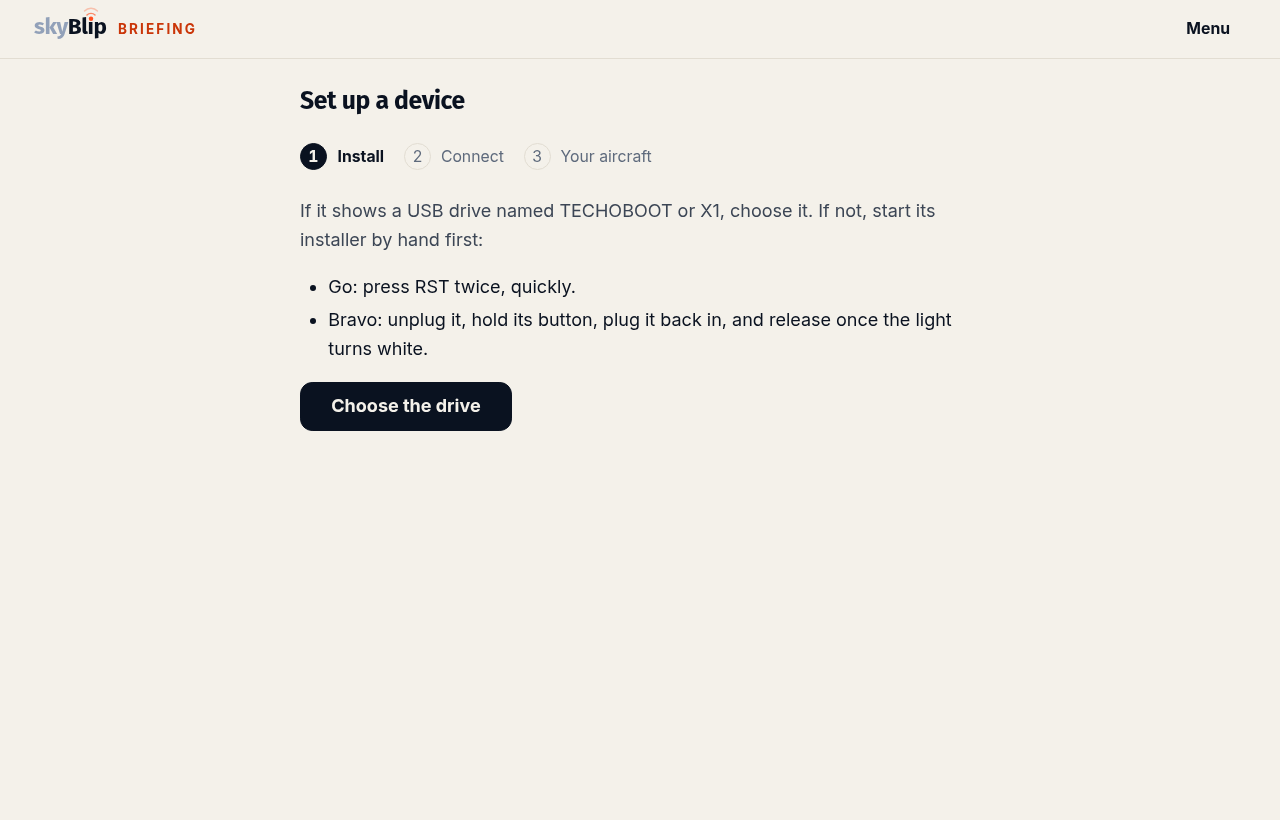 skyBlip BRIEFING
Menu
Set up a device
1 Install 2 Connect 3 Your aircraft
If it shows a USB drive named TECHOBOOT or X1, choose it. If not, start its
installer by hand first:
• Go: press RST twice, quickly.
• Bravo: unplug it, hold its button, plug it back in, and release once the light
turns white.
Choose the drive